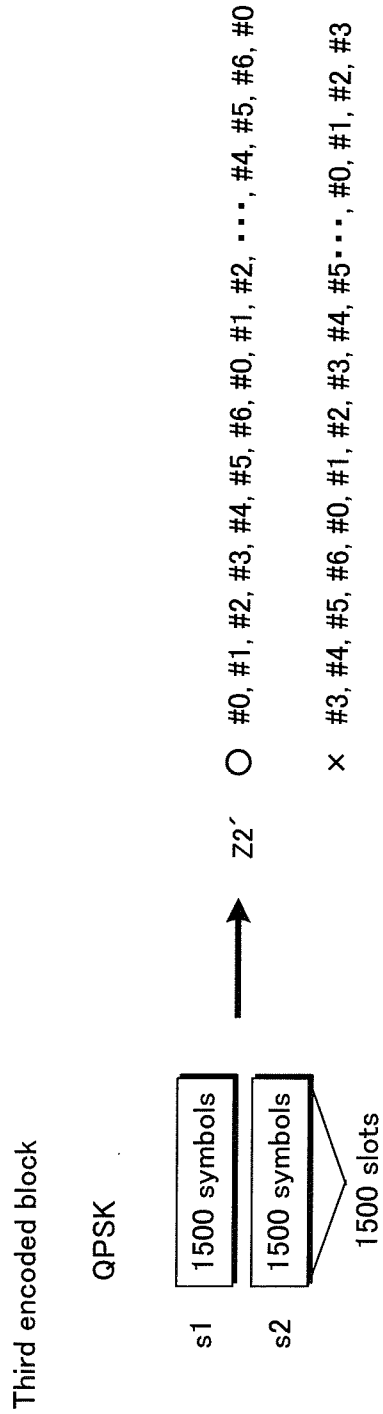 Third encoded block
QPSK
s1 1500 symbols
s2 1500 symbols
1500 slots
Z2´ ○ #0, #1, #2, #3, #4, #5, #6, #0, #1, #2, ･･･, #4, #5, #6, #0
× #3, #4, #5, #6, #0, #1, #2, #3, #4, #5･･･, #0, #1, #2, #3